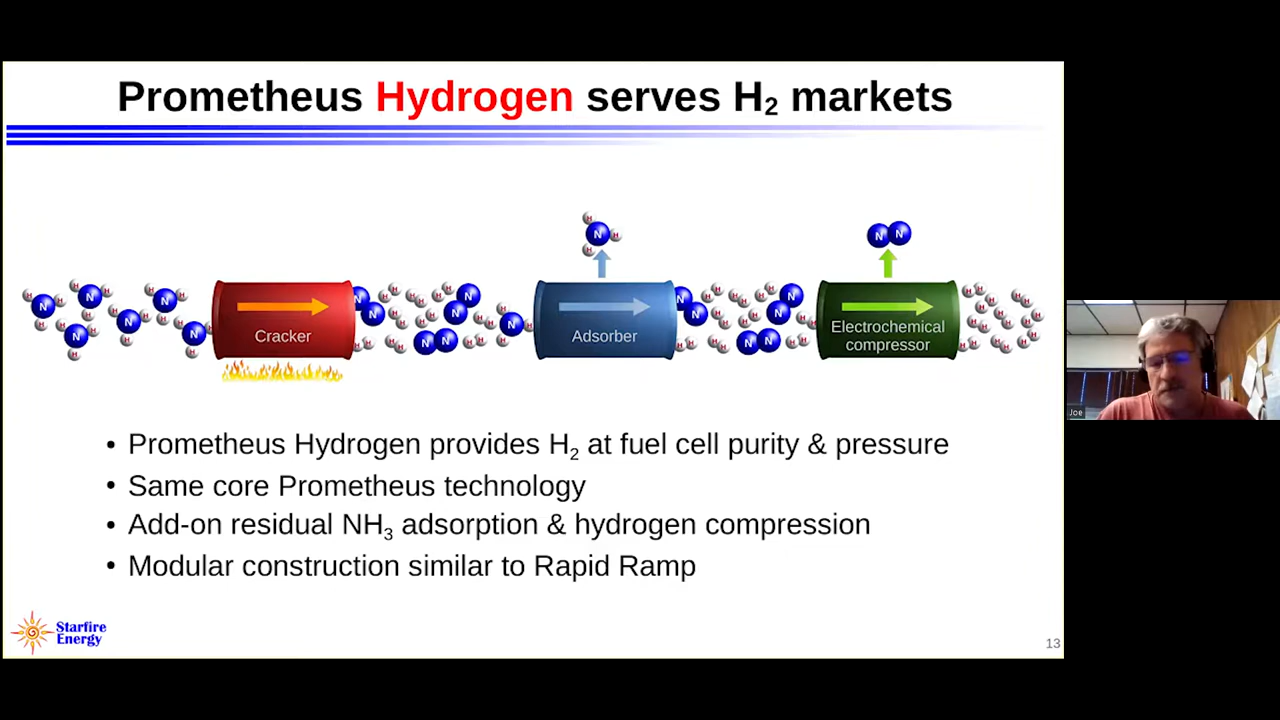 Prometheus Hydrogen serves H₂ markets
Cracker
Adsorber
Electrochemical
compressor
• Prometheus Hydrogen provides H₂ at fuel cell purity & pressure
• Same core Prometheus technology
• Add-on residual NH₃ adsorption & hydrogen compression
• Modular construction similar to Rapid Ramp
Starfire
Energy
13
Joe